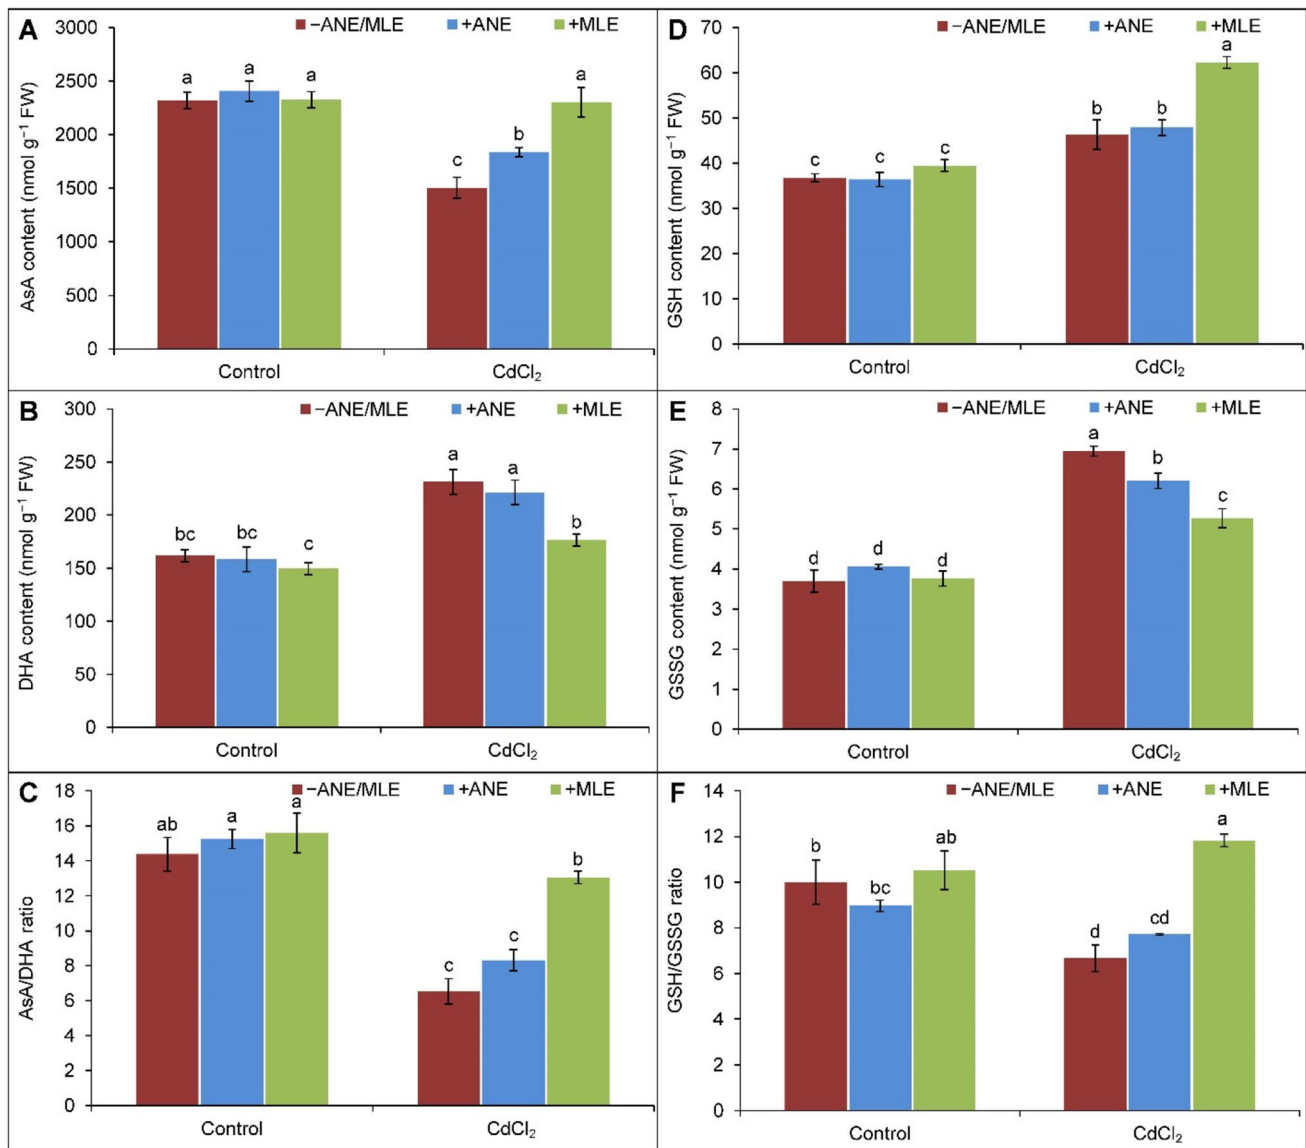 A
−ANE/MLE +ANE +MLE
AsA content (nmol g⁻¹ FW)
3000
2500
2000
1500
1000
500
0
a a a c b a
Control CdCl₂
B
−ANE/MLE +ANE +MLE
DHA content (nmol g⁻¹ FW)
300
250
200
150
100
50
0
bc bc c a a b
Control CdCl₂
C
−ANE/MLE +ANE +MLE
AsA/DHA ratio
18
16
14
12
10
8
6
4
2
0
ab a a c c b
Control CdCl₂
D
−ANE/MLE +ANE +MLE
GSH content (nmol g⁻¹ FW)
70
60
50
40
30
20
10
0
c c c b b a
Control CdCl₂
E
−ANE/MLE +ANE +MLE
GSSG content (nmol g⁻¹ FW)
8
7
6
5
4
3
2
1
0
d d d a b c
Control CdCl₂
F
−ANE/MLE +ANE +MLE
GSH/GSSG ratio
14
12
10
8
6
4
2
0
b bc ab d cd a
Control CdCl₂